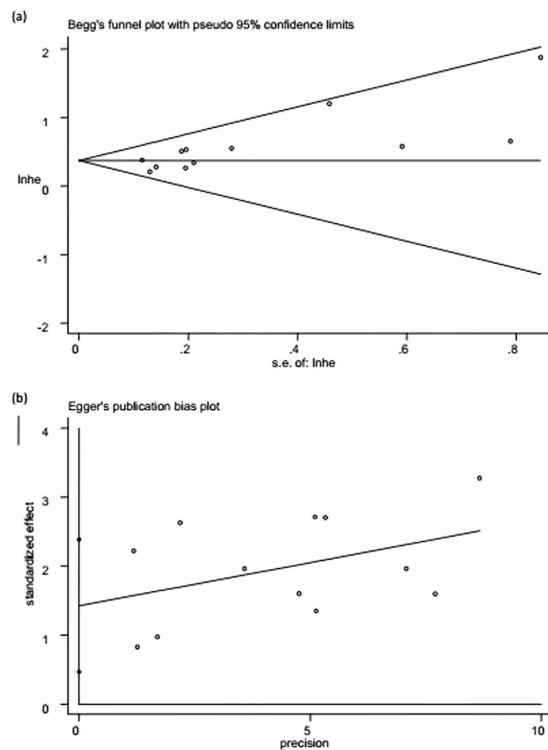 (a)
Begg's funnel plot with pseudo 95% confidence limits
2
1
lnhe
0
-1
-2
0 .2 .4 .6 .8
s.e. of: lnhe
(b)
Egger's publication bias plot
4
3
standardized effect
2
1
0
0 5 10
precision